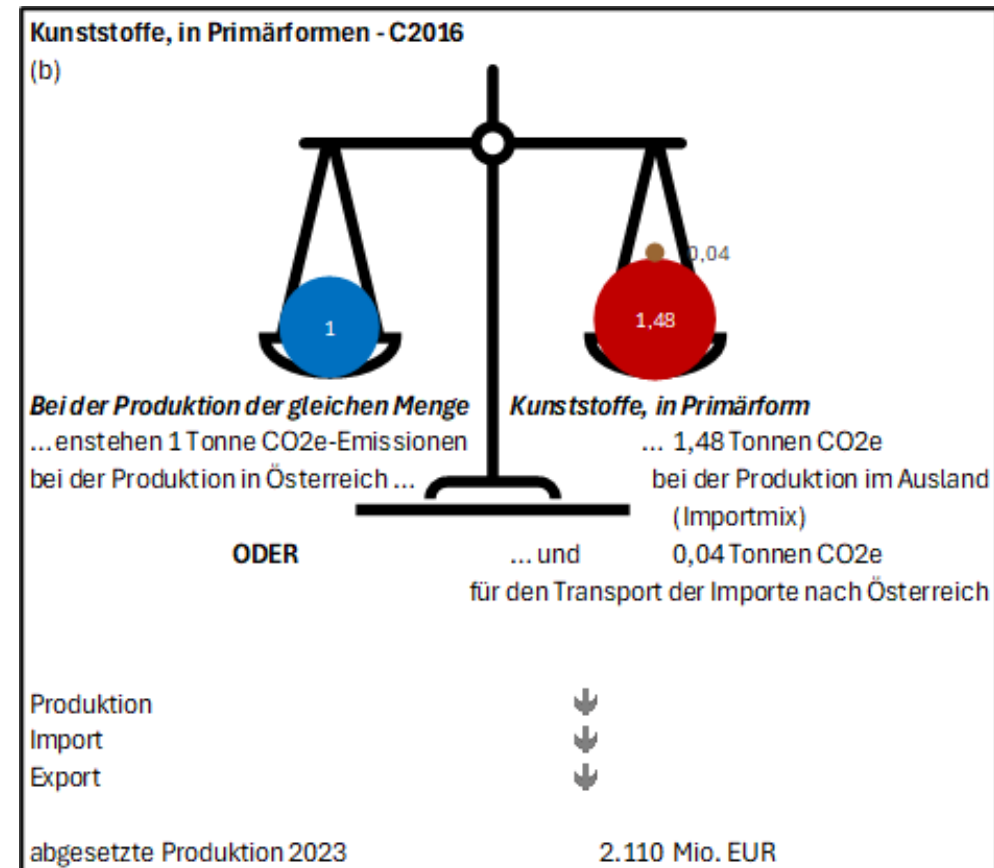 Kunststoffe, in Primärformen - C2016
(b)
0,04
1
1,48
Bei der Produktion der gleichen Menge Kunststoffe, in Primärform
...enstehen 1 Tonne CO2e-Emissionen ... 1,48 Tonnen CO2e
bei der Produktion in Österreich ... bei der Produktion im Ausland
(Importmix)
ODER ... und 0,04 Tonnen CO2e
für den Transport der Importe nach Österreich
Produktion
Import
Export
abgesetzte Produktion 2023 2.110 Mio. EUR